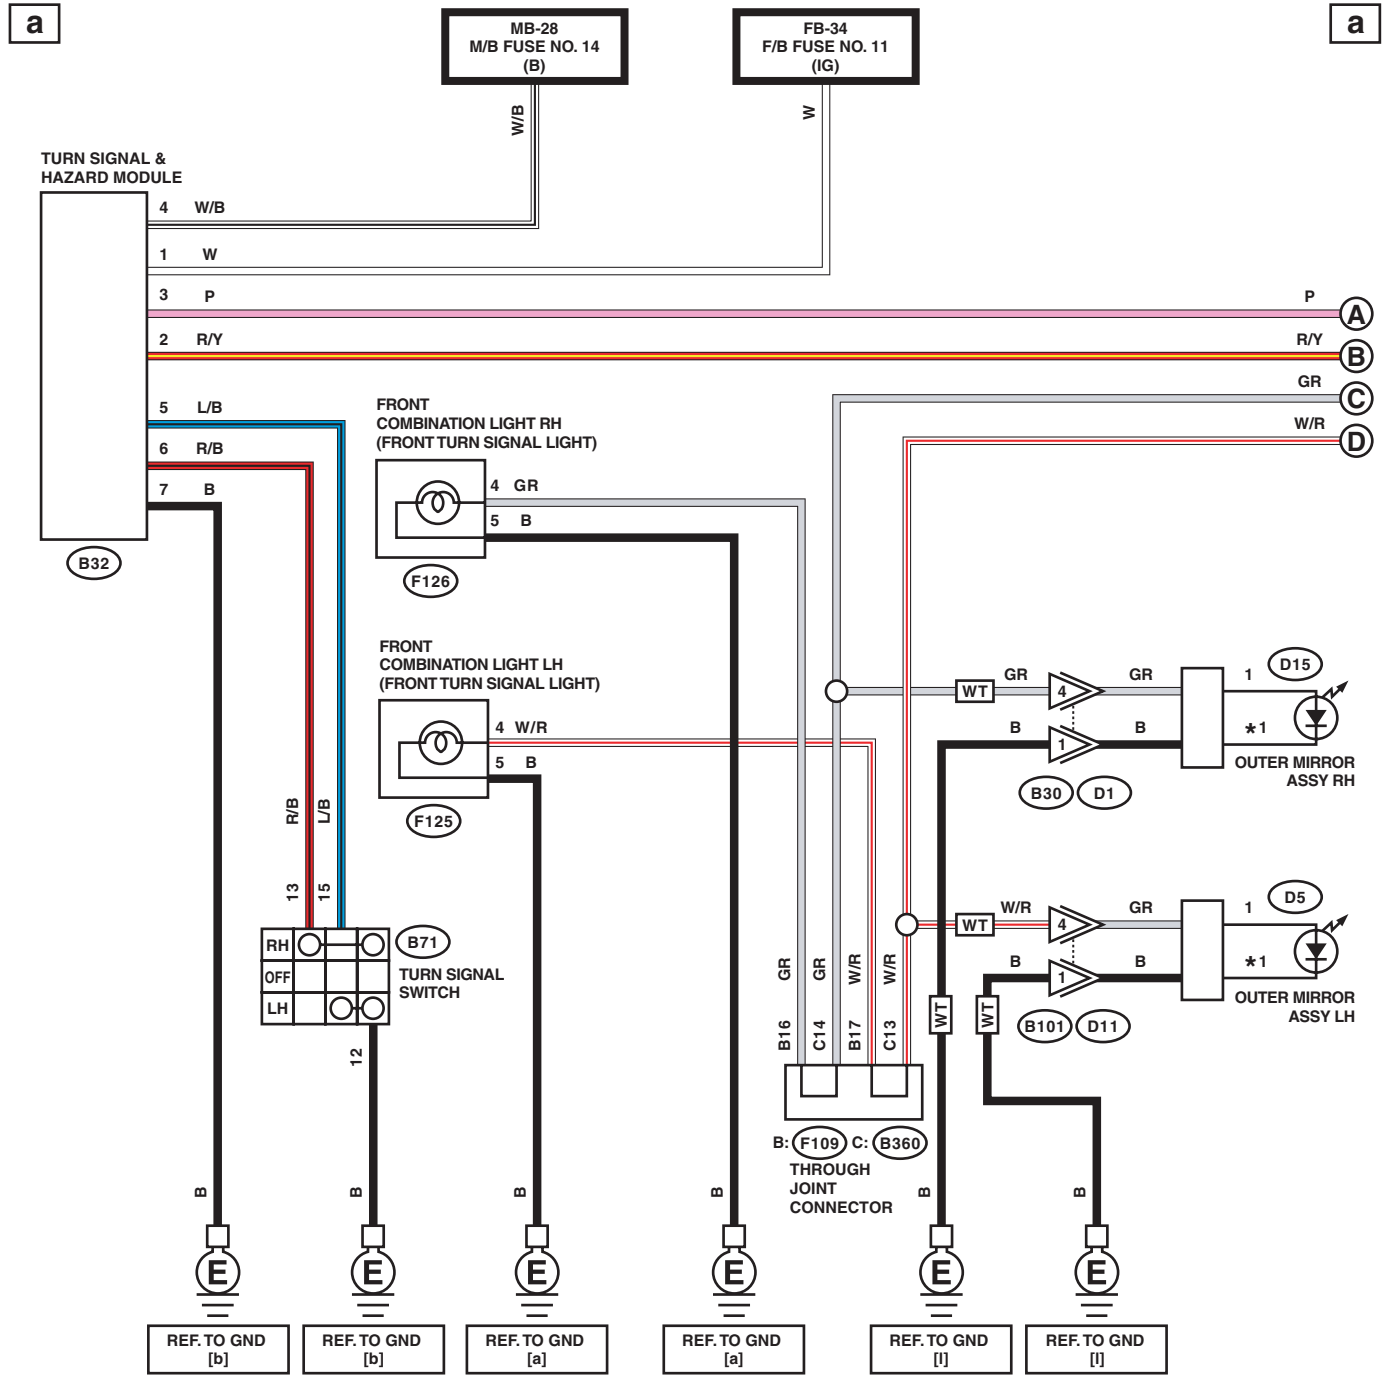 a
MB-28
M/B FUSE NO. 14
(B)
FB-34
F/B FUSE NO. 11
(IG)
a
W/B
W
TURN SIGNAL &
HAZARD MODULE
4 W/B
1 W
3 P
P
A
2 R/Y
R/Y
B
GR
C
W/R
D
5 L/B
6 R/B
7 B
B32
FRONT
COMBINATION LIGHT RH
(FRONT TURN SIGNAL LIGHT)
4 GR
5 B
F126
FRONT
COMBINATION LIGHT LH
(FRONT TURN SIGNAL LIGHT)
4 W/R
5 B
F125
WT
GR
4
GR
1
D15
B
1
B
*1
OUTER MIRROR
ASSY RH
B30
D1
R/B
L/B
13
15
RH
OFF
LH
B71
TURN SIGNAL
SWITCH
12
WT
W/R
4
GR
1
D5
B
1
B
*1
OUTER MIRROR
ASSY LH
WT
WT
B101
D11
GR
GR
W/R
W/R
B16
C14
B17
C13
B: F109 C: B360
THROUGH
JOINT
CONNECTOR
B
B
B
B
B
B
E
E
E
E
E
E
REF. TO GND
[b]
REF. TO GND
[b]
REF. TO GND
[a]
REF. TO GND
[a]
REF. TO GND
[l]
REF. TO GND
[l]